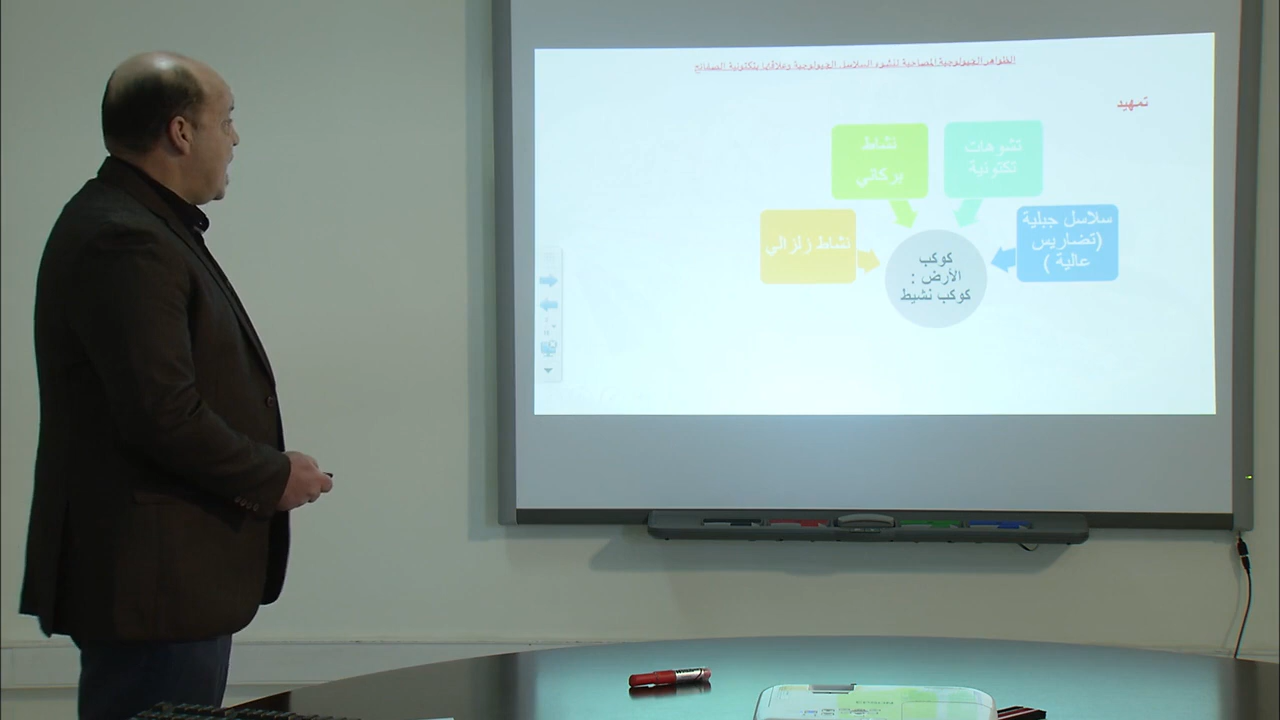 الظواهر الجيولوجية المصاحبة لنشوء السلاسل الجبلية وعلاقتها بتكتونية الصفائح
تمهيد
تشوهات
تكتونية
نشاط
بركاني
سلاسل جبلية
(تضاريس
عالية )
نشاط زلزالي
كوكب
الأرض :
كوكب نشيط